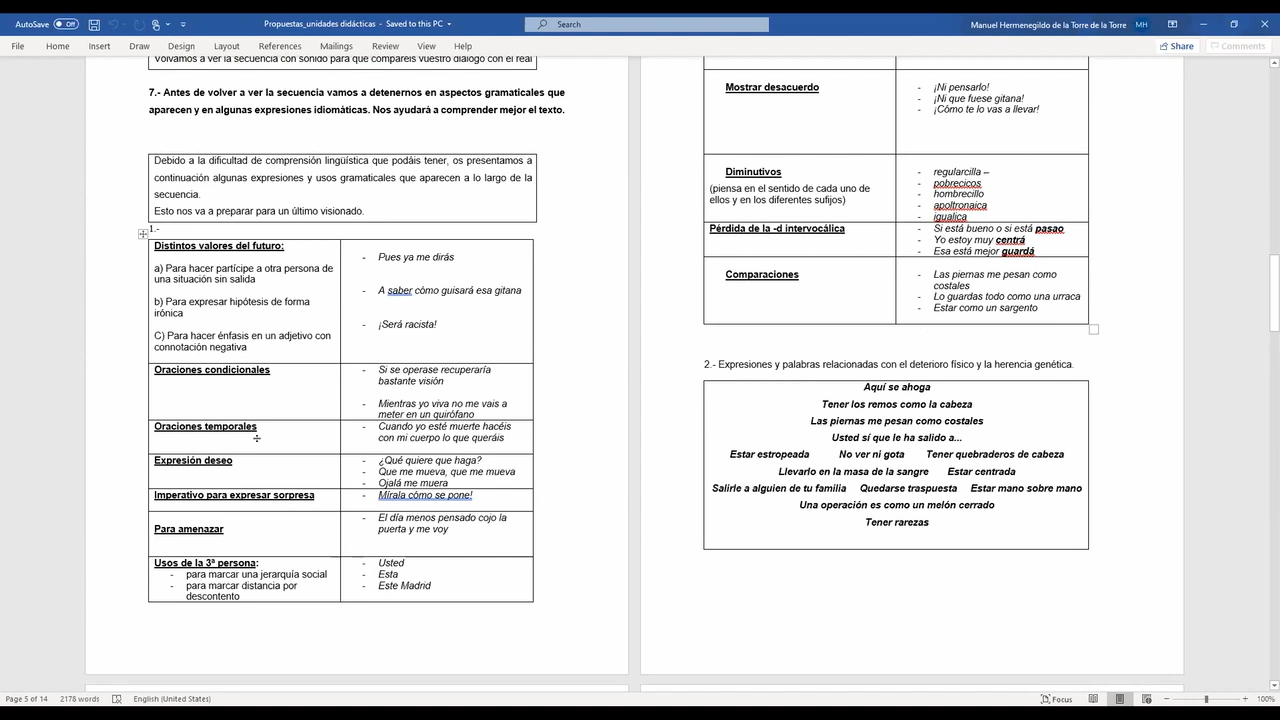 AutoSave Off Propuestas_unidades didácticas - Saved to this PC Search Manuel Hermenegildo de la Torre de la Torre MH
File Home Insert Draw Design Layout References Mailings Review View Help Share Comments
Volvamos a ver la secuencia con sonido para que comparéis vuestro diálogo con el real
7.- Antes de volver a ver la secuencia vamos a detenernos en aspectos gramaticales que
aparecen y en algunas expresiones idiomáticas. Nos ayudará a comprender mejor el texto.
Debido a la dificultad de comprensión lingüística que podáis tener, os presentamos a
continuación algunas expresiones y usos gramaticales que aparecen a lo largo de la
secuencia.
Esto nos va a preparar para un último visionado.
1.-
Distintos valores del futuro:
a) Para hacer partícipe a otra persona de
una situación sin salida
b) Para expresar hipótesis de forma
irónica
C) Para hacer énfasis en un adjetivo con
connotación negativa
- Pues ya me dirás
- A saber cómo guisará esa gitana
- ¡Será racista!
Oraciones condicionales
- Si se operase recuperaría
bastante visión
- Mientras yo viva no me vais a
meter en un quirófano
Oraciones temporales
- Cuando yo esté muerte hacéis
con mi cuerpo lo que queráis
Expresión deseo
- ¿Qué quiere que haga?
- Que me mueva, que me mueva
- Ojalá me muera
Imperativo para expresar sorpresa
- Mírala cómo se pone!
Para amenazar
- El día menos pensado cojo la
puerta y me voy
Usos de la 3ª persona:
- para marcar una jerarquía social
- para marcar distancia por
descontento
- Usted
- Esta
- Este Madrid
Mostrar desacuerdo
- ¡Ni pensarlo!
- ¡Ni que fuese gitana!
- ¡Cómo te lo vas a llevar!
Diminutivos
(piensa en el sentido de cada uno de
ellos y en los diferentes sufijos)
- regularcilla –
- pobrecicos
- hombrecillo
- apoltronaica
- igualica
Pérdida de la -d intervocálica
- Si está bueno o si está pasao
- Yo estoy muy centrá
- Esa está mejor guardá
Comparaciones
- Las piernas me pesan como
costales
- Lo guardas todo como una urraca
- Estar como un sargento
2.- Expresiones y palabras relacionadas con el deterioro físico y la herencia genética.
Aquí se ahoga
Tener los remos como la cabeza
Las piernas me pesan como costales
Usted sí que le ha salido a...
Estar estropeada No ver ni gota Tener quebraderos de cabeza
Llevarlo en la masa de la sangre Estar centrada
Salirle a alguien de tu familia Quedarse traspuesta Estar mano sobre mano
Una operación es como un melón cerrado
Tener rarezas
Page 5 of 14 2178 words English (United States) Focus 100%